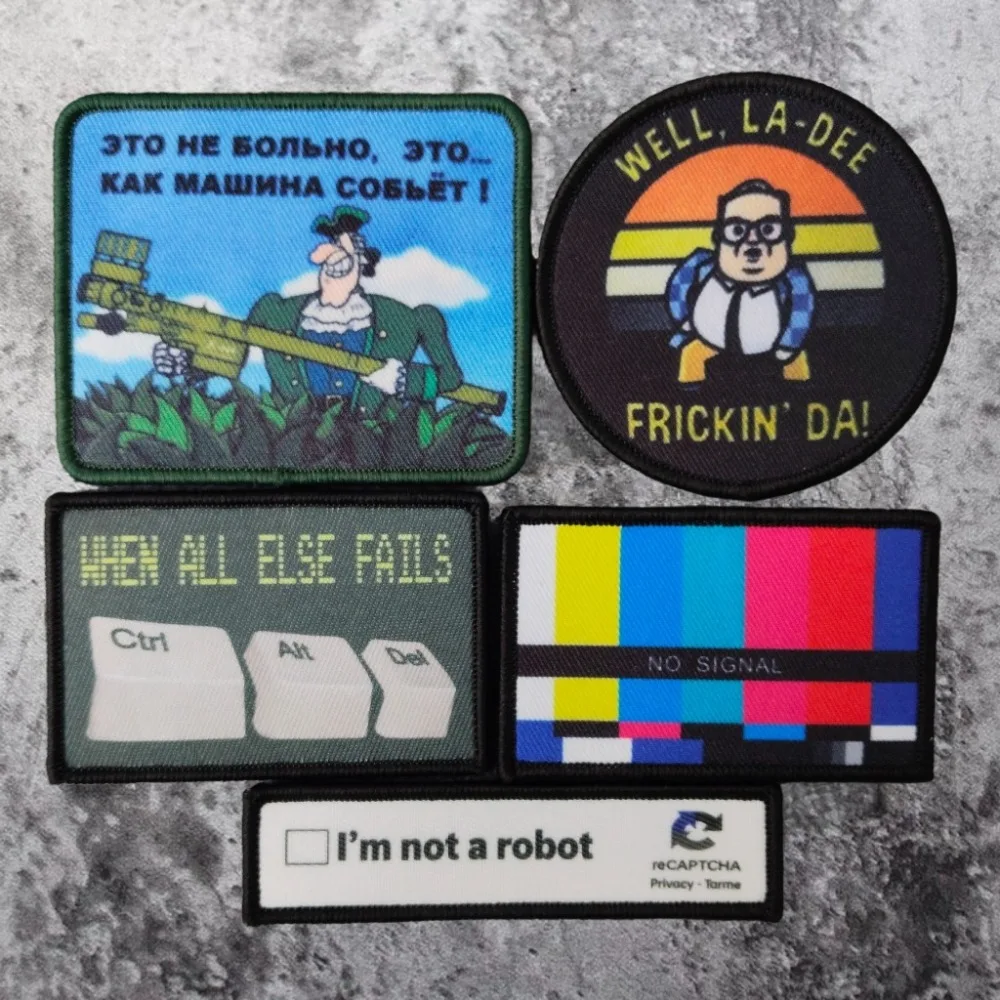 ЭТО НЕ БОЛЬНО, ЭТО...
КАК МАШИНА СОБЬЁТ !
WELL, LA-DEE
FRICKIN' DA!
WHEN ALL ELSE FAILS
Ctrl
Alt
Del
NO SIGNAL
I'm not a robot
reCAPTCHA
Privacy - Tarme